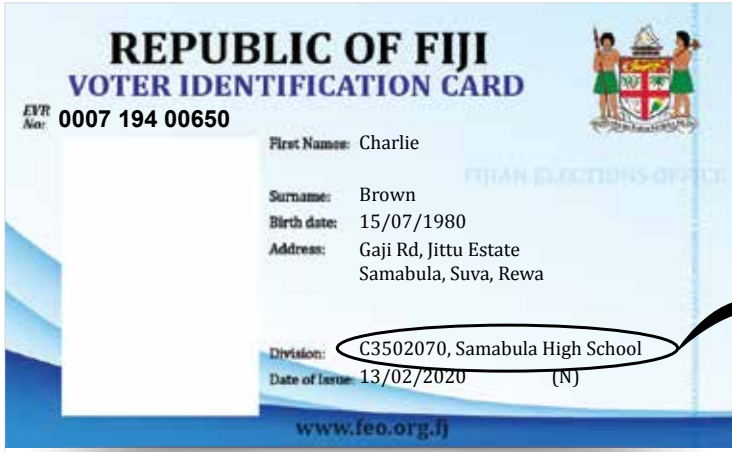 REPUBLIC OF FIJI
VOTER IDENTIFICATION CARD
EVR No: 0007 194 00650
First Names: Charlie
FIJIAN ELECTIONS OFFICE
Surname: Brown
Birth date: 15/07/1980
Address: Gaji Rd, Jittu Estate
Samabula, Suva, Rewa
Division: C3502070, Samabula High School
Date of Issue: 13/02/2020 (N)
www.feo.org.fj